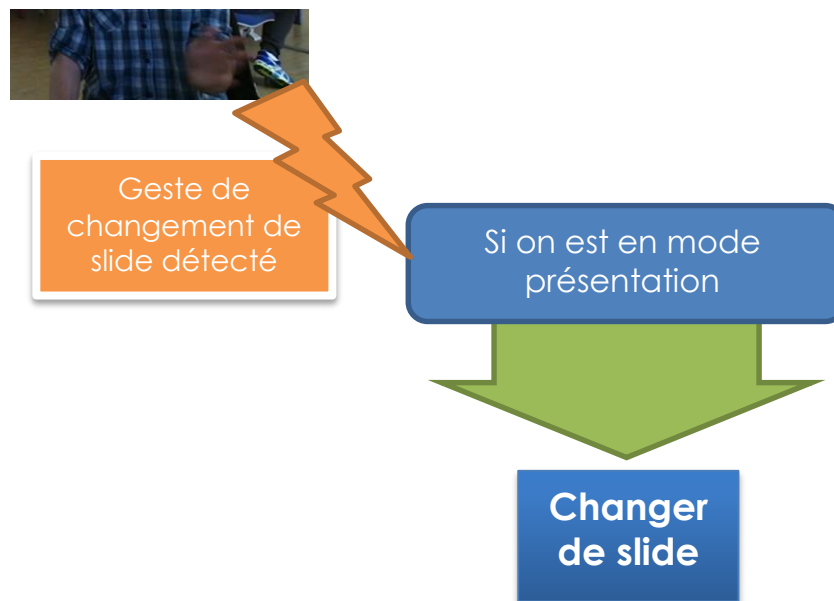 Geste de
changement de
slide détecté
Si on est en mode
présentation
Changer
de slide